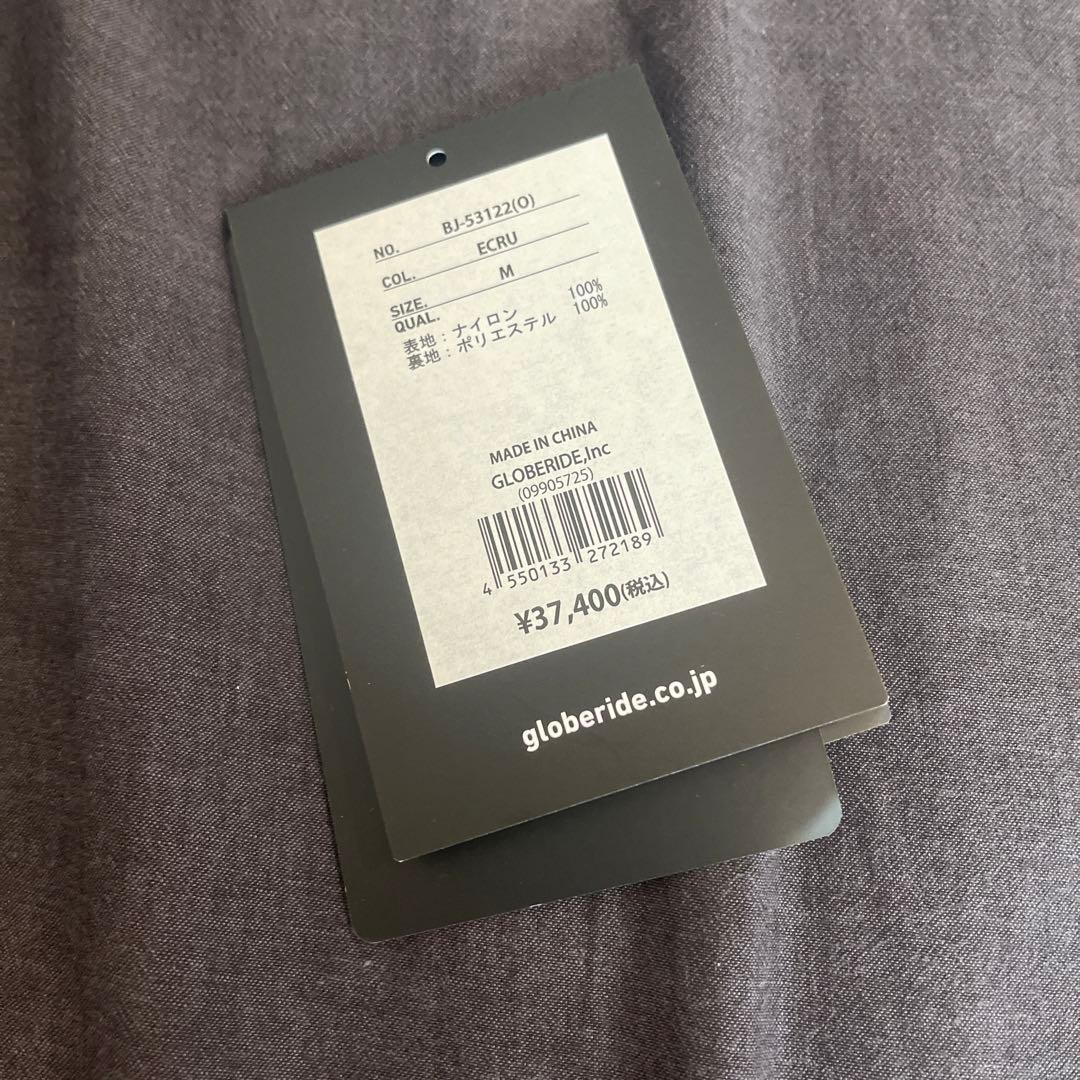 NO. BJ-53122(O)
COL. ECRU
SIZE. M
QUAL.
表地：ナイロン 100%
裏地：ポリエステル 100%
MADE IN CHINA
GLOBERIDE,Inc
(09905725)
4 550133 272189
¥37,400(税込)
globeride.co.jp